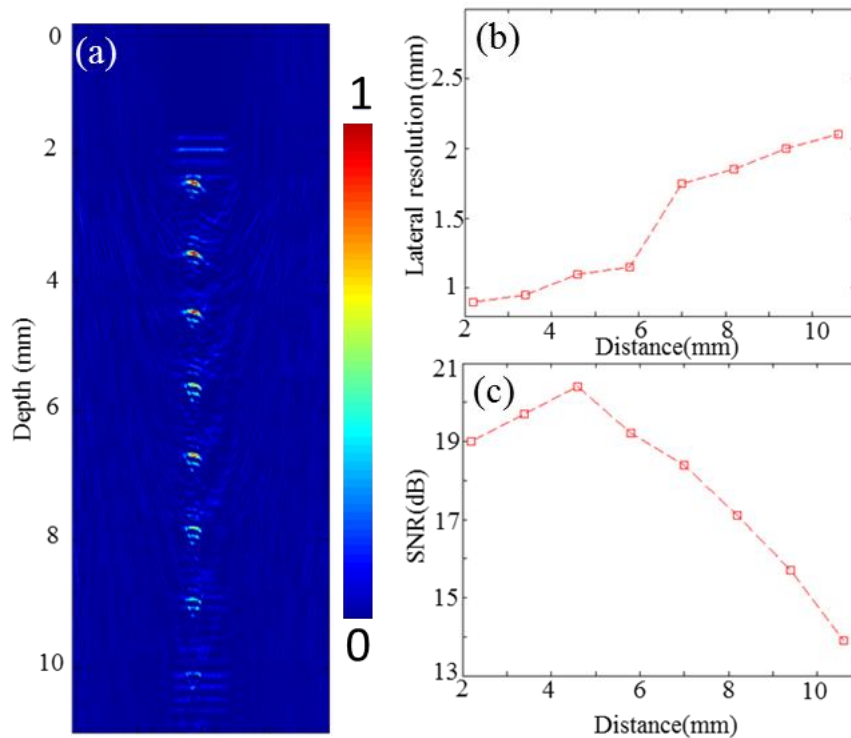 (a)
0
2
4
6
8
10
Depth (mm)
1
0
(b)
2.5
2
1.5
1
Lateral resolution (mm)
2 4 6 8 10
Distance(mm)
(c)
21
19
17
15
13
SNR(dB)
2 4 6 8 10
Distance(mm)